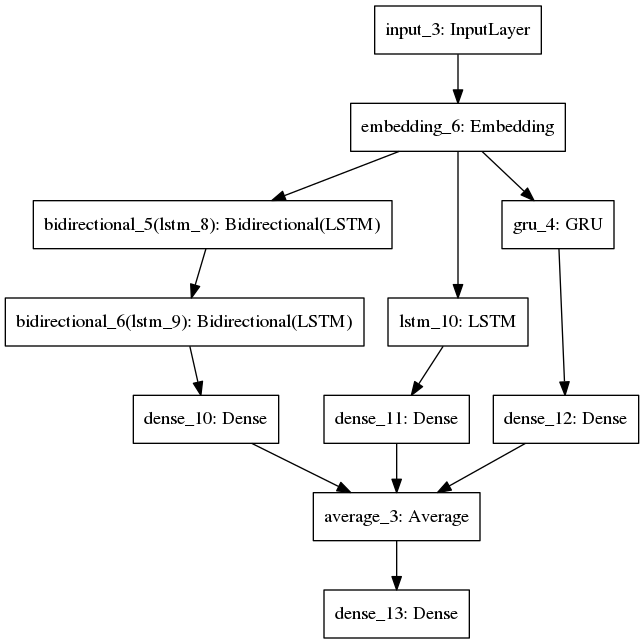 input_3: InputLayer
embedding_6: Embedding
bidirectional_5(lstm_8): Bidirectional(LSTM)
gru_4: GRU
bidirectional_6(lstm_9): Bidirectional(LSTM)
lstm_10: LSTM
dense_10: Dense
dense_11: Dense
dense_12: Dense
average_3: Average
dense_13: Dense